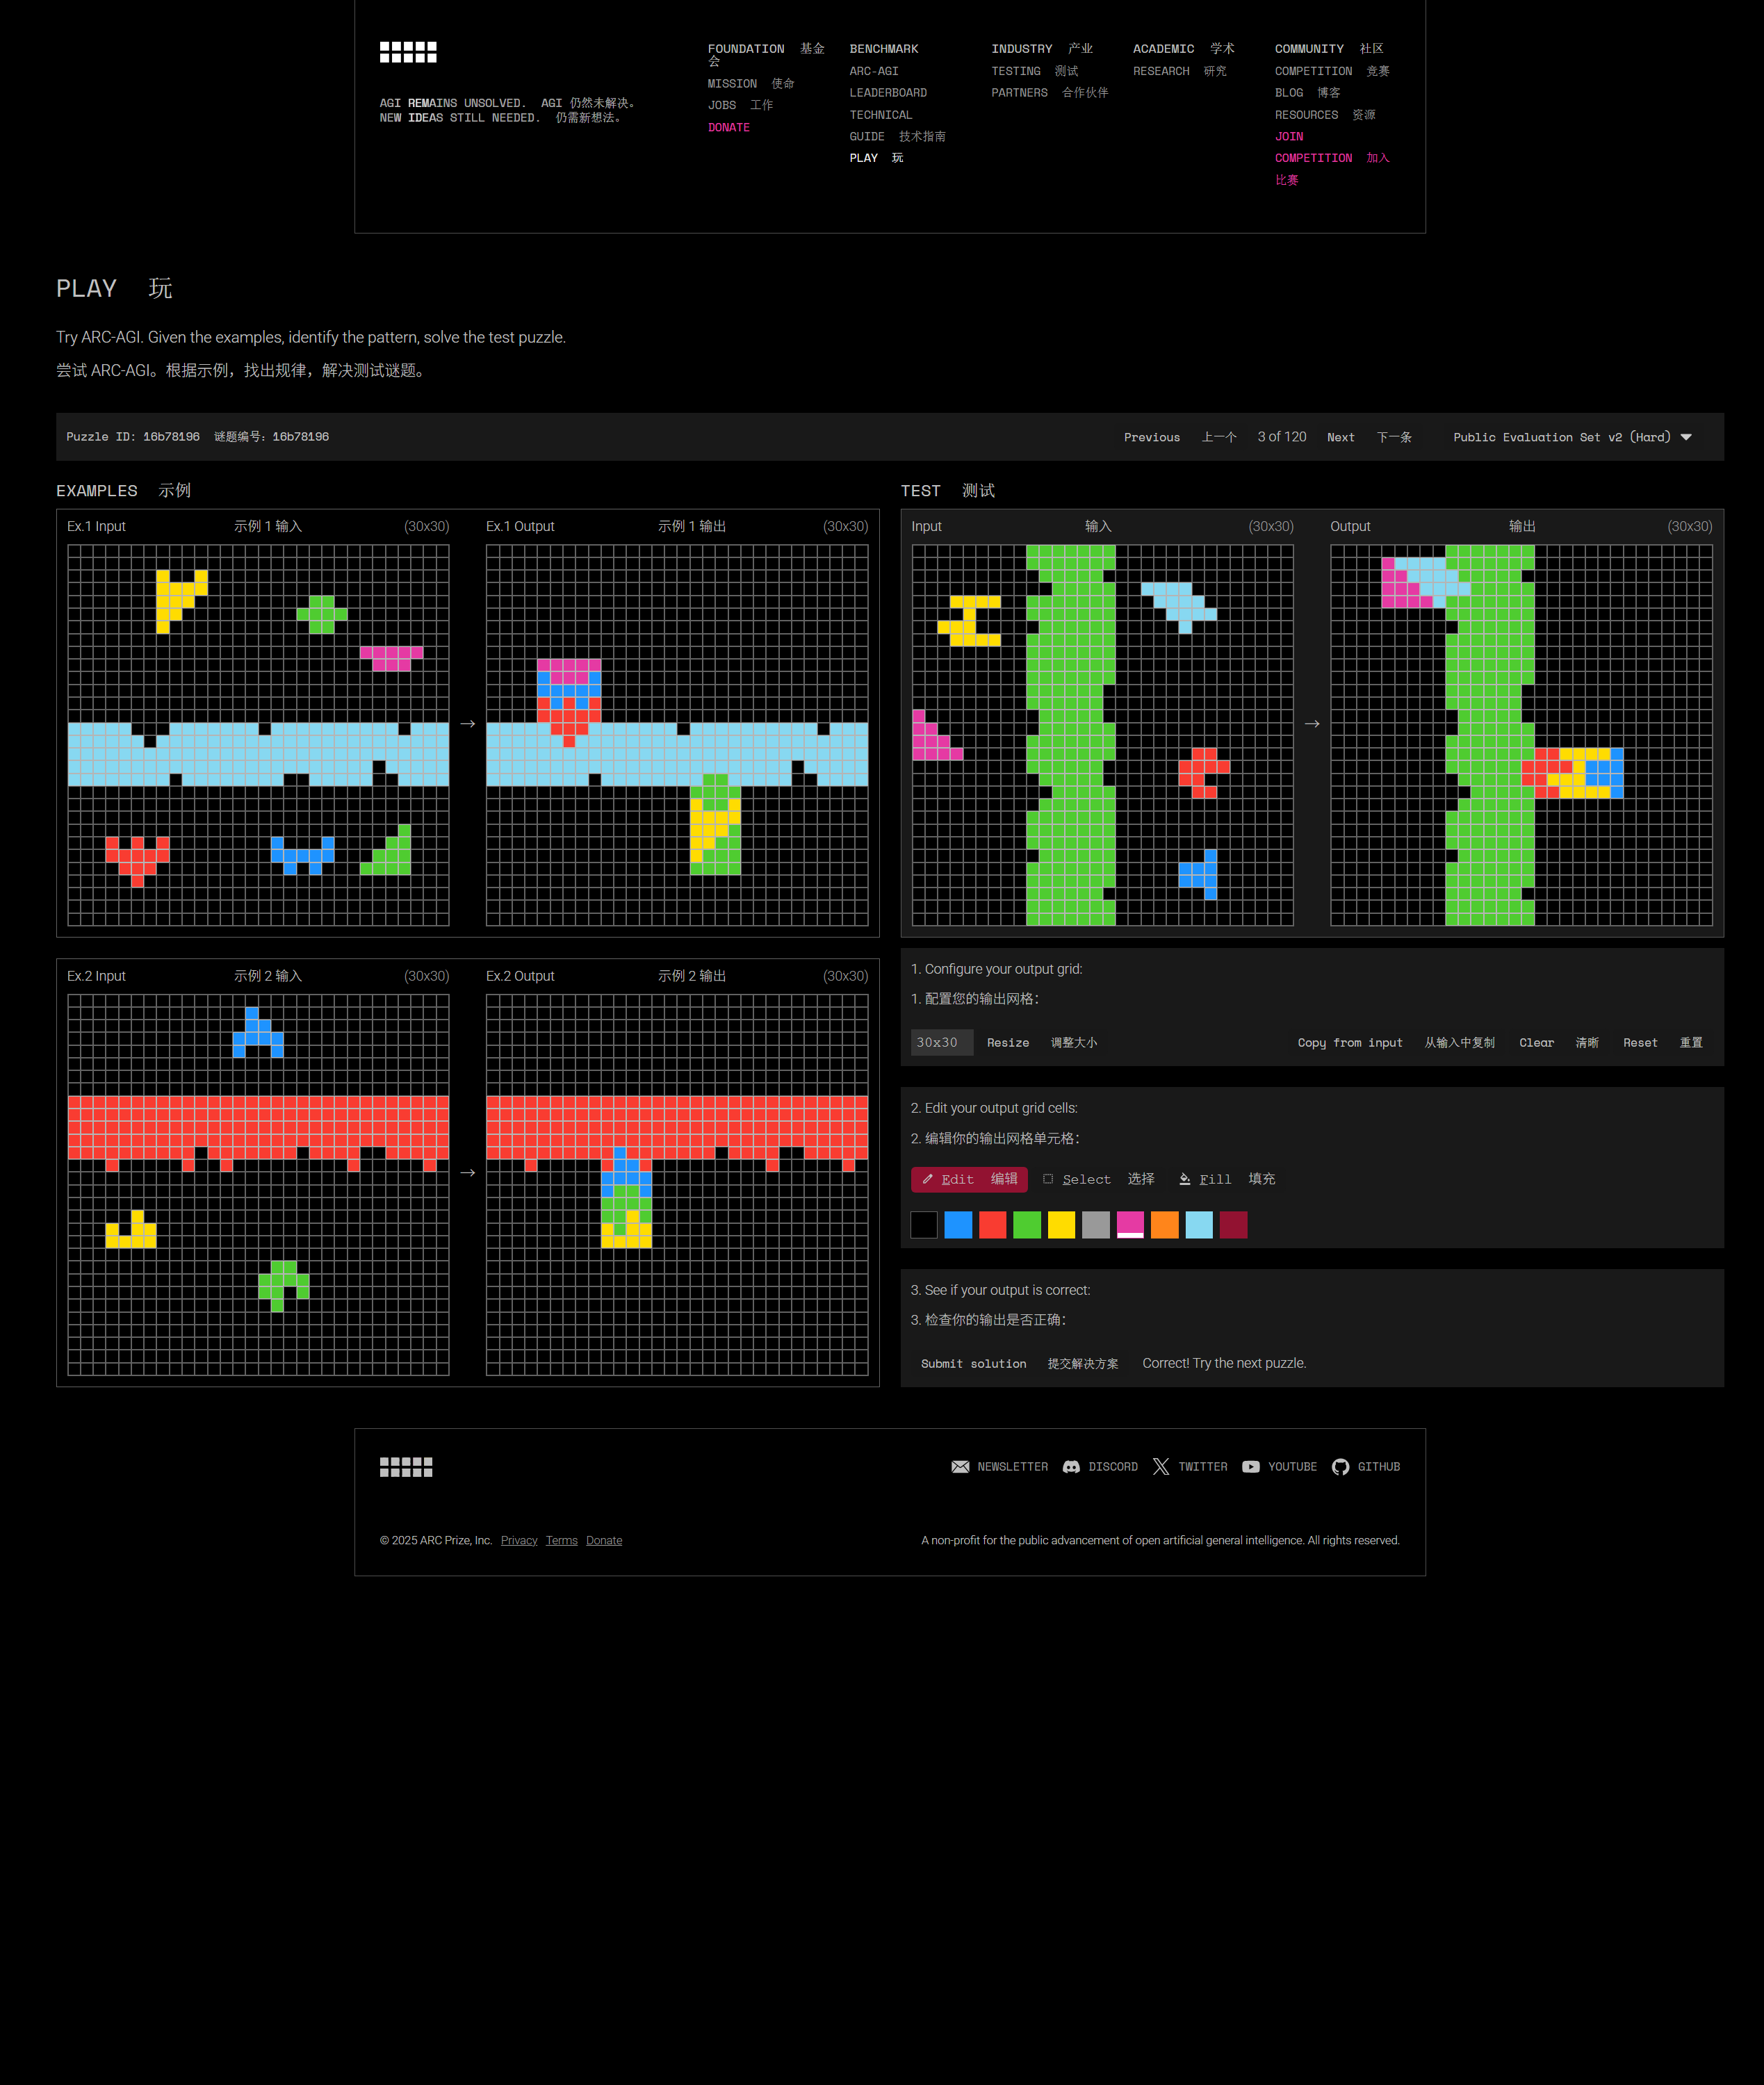 FOUNDATION 基金会
MISSION 使命
JOBS 工作
DONATE
BENCHMARK
ARC-AGI
LEADERBOARD
TECHNICAL
GUIDE 技术指南
PLAY 玩
INDUSTRY 产业
TESTING 测试
PARTNERS 合作伙伴
ACADEMIC 学术
RESEARCH 研究
COMMUNITY 社区
COMPETITION 竞赛
BLOG 博客
RESOURCES 资源
JOIN
COMPETITION 加入
比赛
AGI REMAINS UNSOLVED. AGI 仍然未解决。
NEW IDEAS STILL NEEDED. 仍需新想法。
PLAY 玩
Try ARC-AGI. Given the examples, identify the pattern, solve the test puzzle.
尝试 ARC-AGI。根据示例，找出规律，解决测试谜题。
Puzzle ID: 16b78196 谜题编号：16b78196
Previous 上一个 3 of 120 Next 下一条 Public Evaluation Set v2 (Hard)
EXAMPLES 示例
Ex.1 Input 示例 1 输入 (30x30) Ex.1 Output 示例 1 输出 (30x30)
→
Ex.2 Input 示例 2 输入 (30x30) Ex.2 Output 示例 2 输出 (30x30)
→
TEST 测试
Input 输入 (30x30) Output 输出 (30x30)
→
1. Configure your output grid:
1. 配置您的输出网格：
30x30 Resize 调整大小 Copy from input 从输入中复制 Clear 清晰 Reset 重置
2. Edit your output grid cells:
2. 编辑你的输出网格单元格：
Edit 编辑 Select 选择 Fill 填充
3. See if your output is correct:
3. 检查你的输出是否正确：
Submit solution 提交解决方案 Correct! Try the next puzzle.
NEWSLETTER DISCORD TWITTER YOUTUBE GITHUB
© 2025 ARC Prize, Inc. Privacy Terms Donate
A non-profit for the public advancement of open artificial general intelligence. All rights reserved.